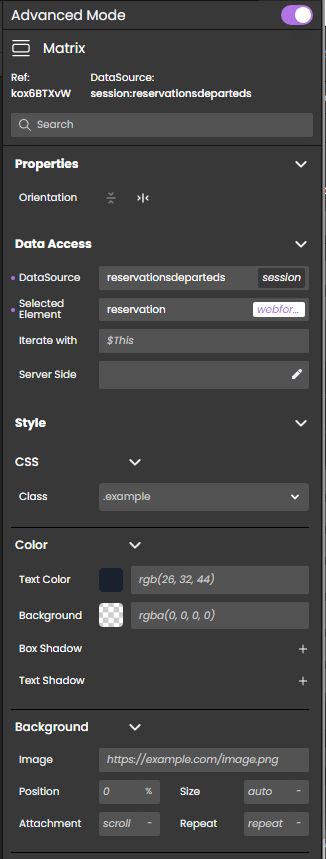 Advanced Mode
Matrix
Ref: DataSource:
kox6BTXvW session:reservationsdeparteds
Search
Properties
Orientation
Data Access
DataSource reservationsdeparteds session
Selected Element reservation webfor...
Iterate with $This
Server Side
Style
CSS
Class .example
Color
Text Color rgb(26, 32, 44)
Background rgba(0, 0, 0, 0)
Box Shadow +
Text Shadow +
Background
Image https://example.com/image.png
Position 0 % Size auto -
Attachment scroll - Repeat repeat -